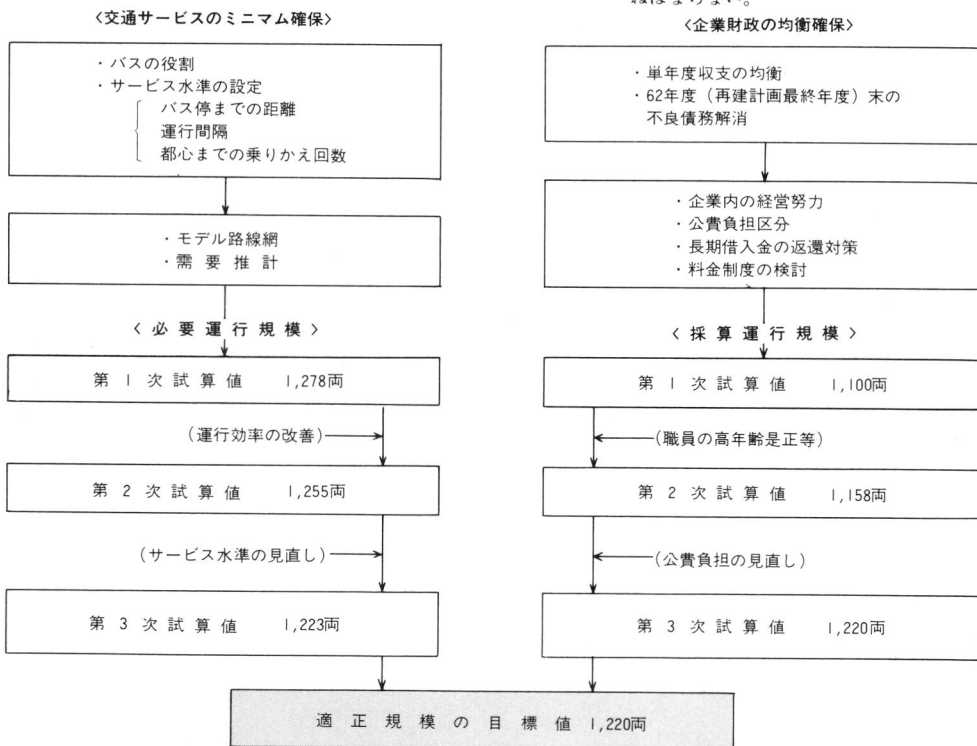 ねばならない。
〈交通サービスのミニマム確保〉
・バスの役割
・サービス水準の設定
バス停までの距離
運行間隔
都心までの乗りかえ回数
・モデル路線網
・需要推計
〈必要運行規模〉
第1次試算値 1,278両
(運行効率の改善)
第2次試算値 1,255両
(サービス水準の見直し)
第3次試算値 1,223両
〈企業財政の均衡確保〉
・単年度収支の均衡
・62年度(再建計画最終年度)末の
不良債務解消
・企業内の経営努力
・公費負担区分
・長期借入金の返還対策
・料金制度の検討
〈採算運行規模〉
第1次試算値 1,100両
(職員の高年齢是正等)
第2次試算値 1,158両
(公費負担の見直し)
第3次試算値 1,220両
適正規模の目標値 1,220両